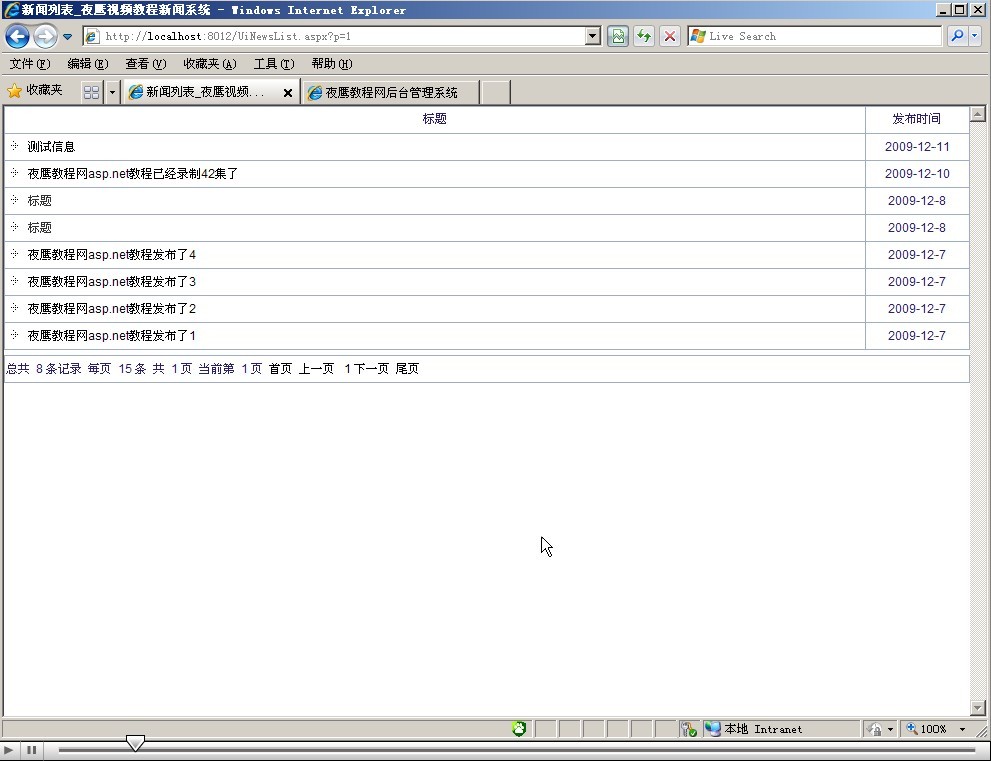 新闻列表_夜鹰视频教程新闻系统 - Windows Internet Explorer
http://localhost:8012/UiNewsList.aspx?p=1
Live Search
文件(F) 编辑(E) 查看(V) 收藏夹(A) 工具(T) 帮助(H)
收藏夹 新闻列表_夜鹰视频... 夜鹰教程网后台管理系统
标题 发布时间
测试信息 2009-12-11
夜鹰教程网asp.net教程已经录制42集了 2009-12-10
标题 2009-12-8
标题 2009-12-8
夜鹰教程网asp.net教程发布了4 2009-12-7
夜鹰教程网asp.net教程发布了3 2009-12-7
夜鹰教程网asp.net教程发布了2 2009-12-7
夜鹰教程网asp.net教程发布了1 2009-12-7
总共 8条记录 每页 15条 共 1页 当前第 1页 首页 上一页 1下一页 尾页
本地 Intranet 100%